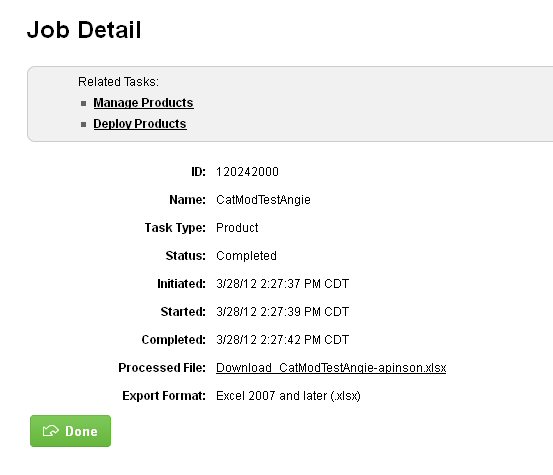 Job Detail
Related Tasks:
Manage Products
Deploy Products
ID: 120242000
Name: CatModTestAngie
Task Type: Product
Status: Completed
Initiated: 3/28/12 2:27:37 PM CDT
Started: 3/28/12 2:27:39 PM CDT
Completed: 3/28/12 2:27:42 PM CDT
Processed File: Download_CatModTestAngie-apinson.xlsx
Export Format: Excel 2007 and later (.xlsx)
Done